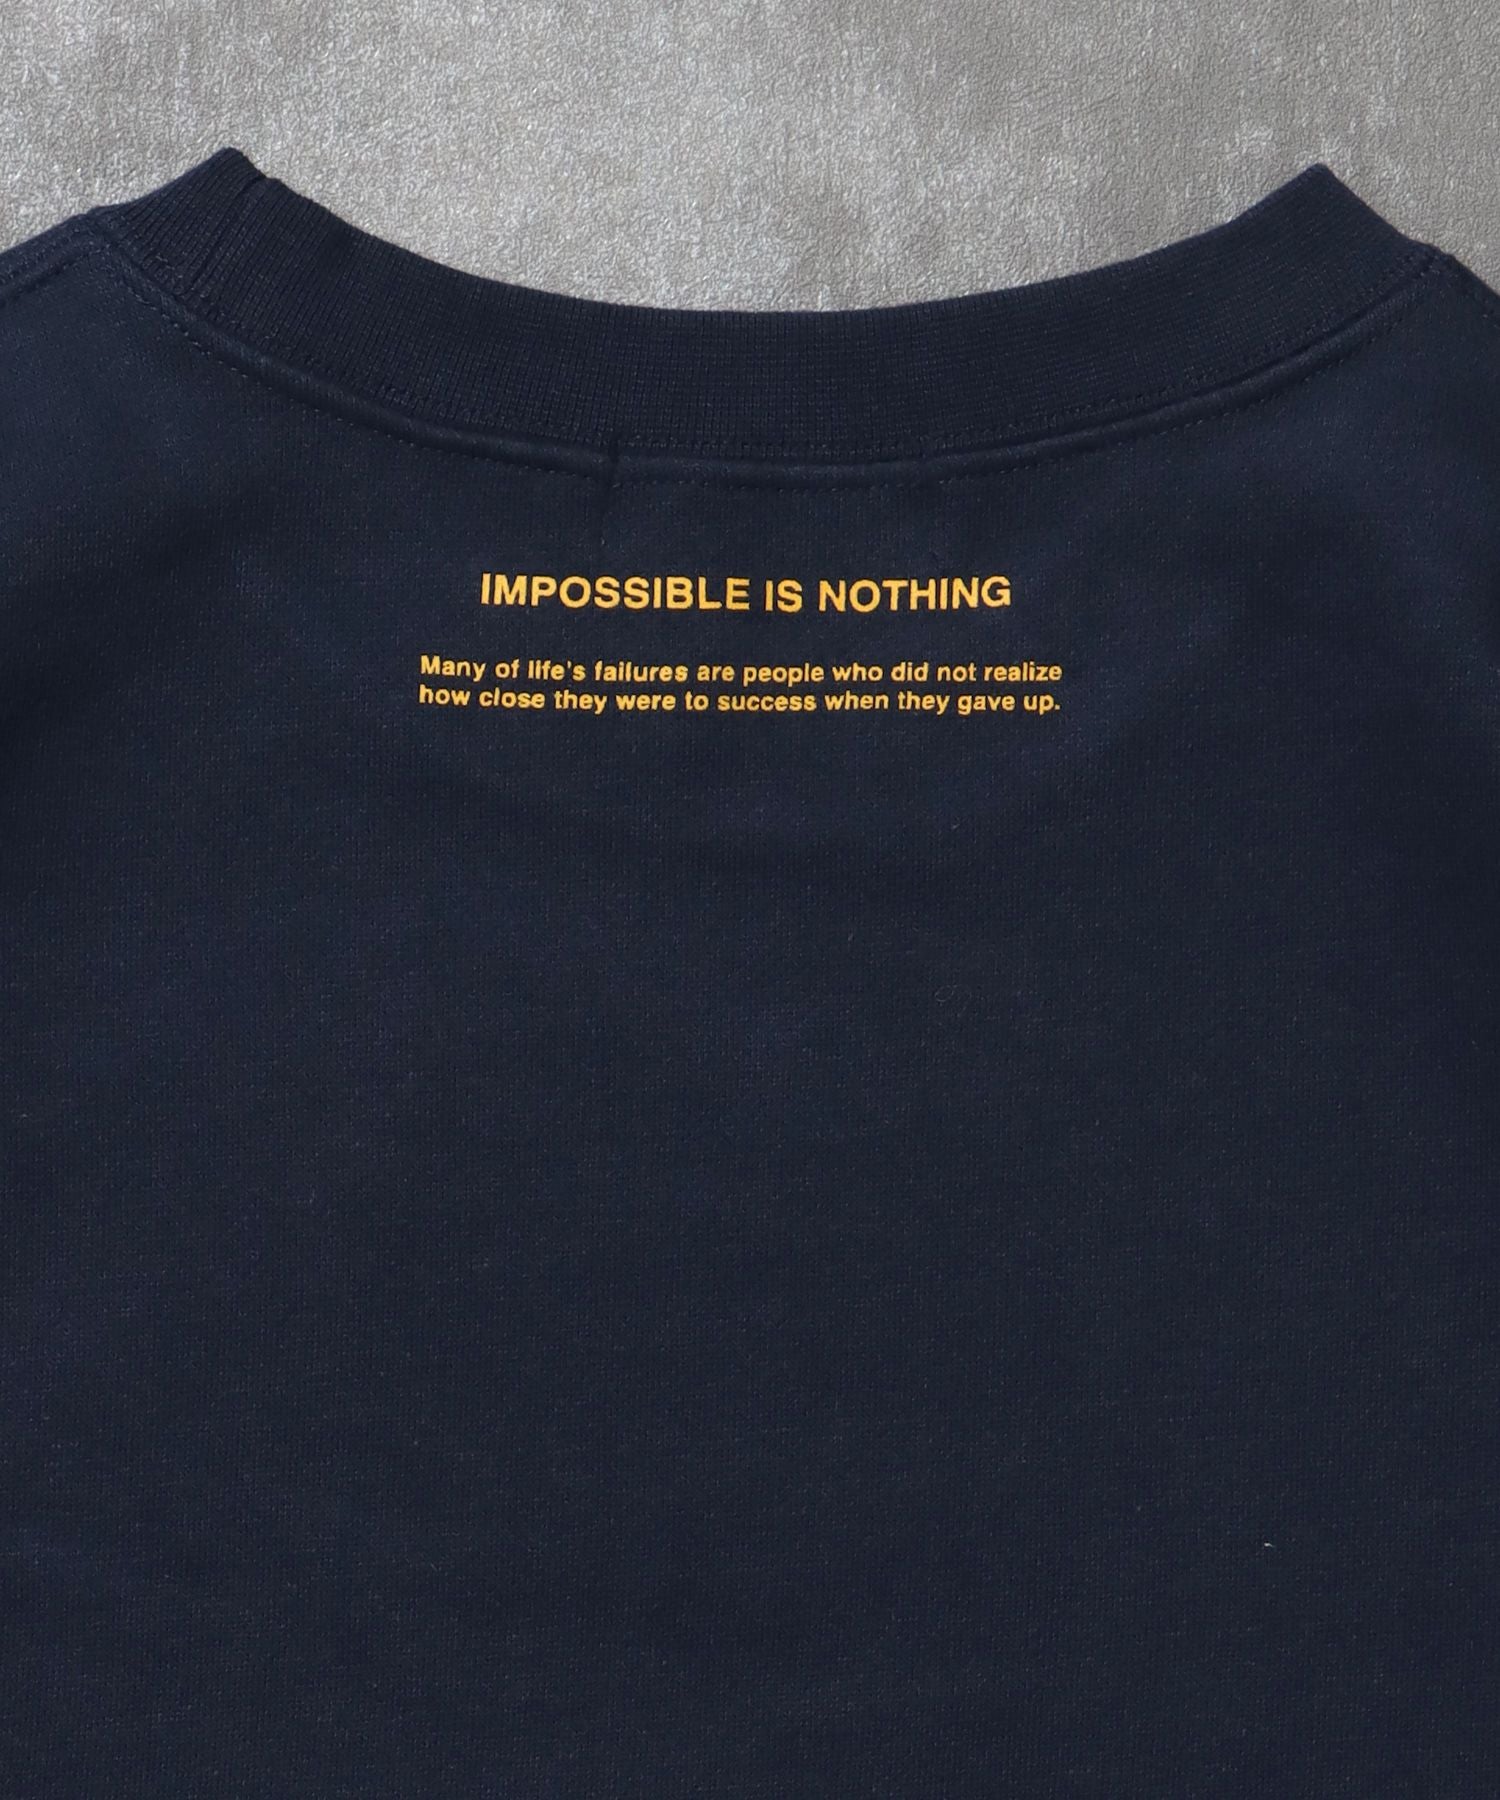 IMPOSSIBLE IS NOTHING
Many of life's failures are people who did not realize
how close they were to success when they gave up.